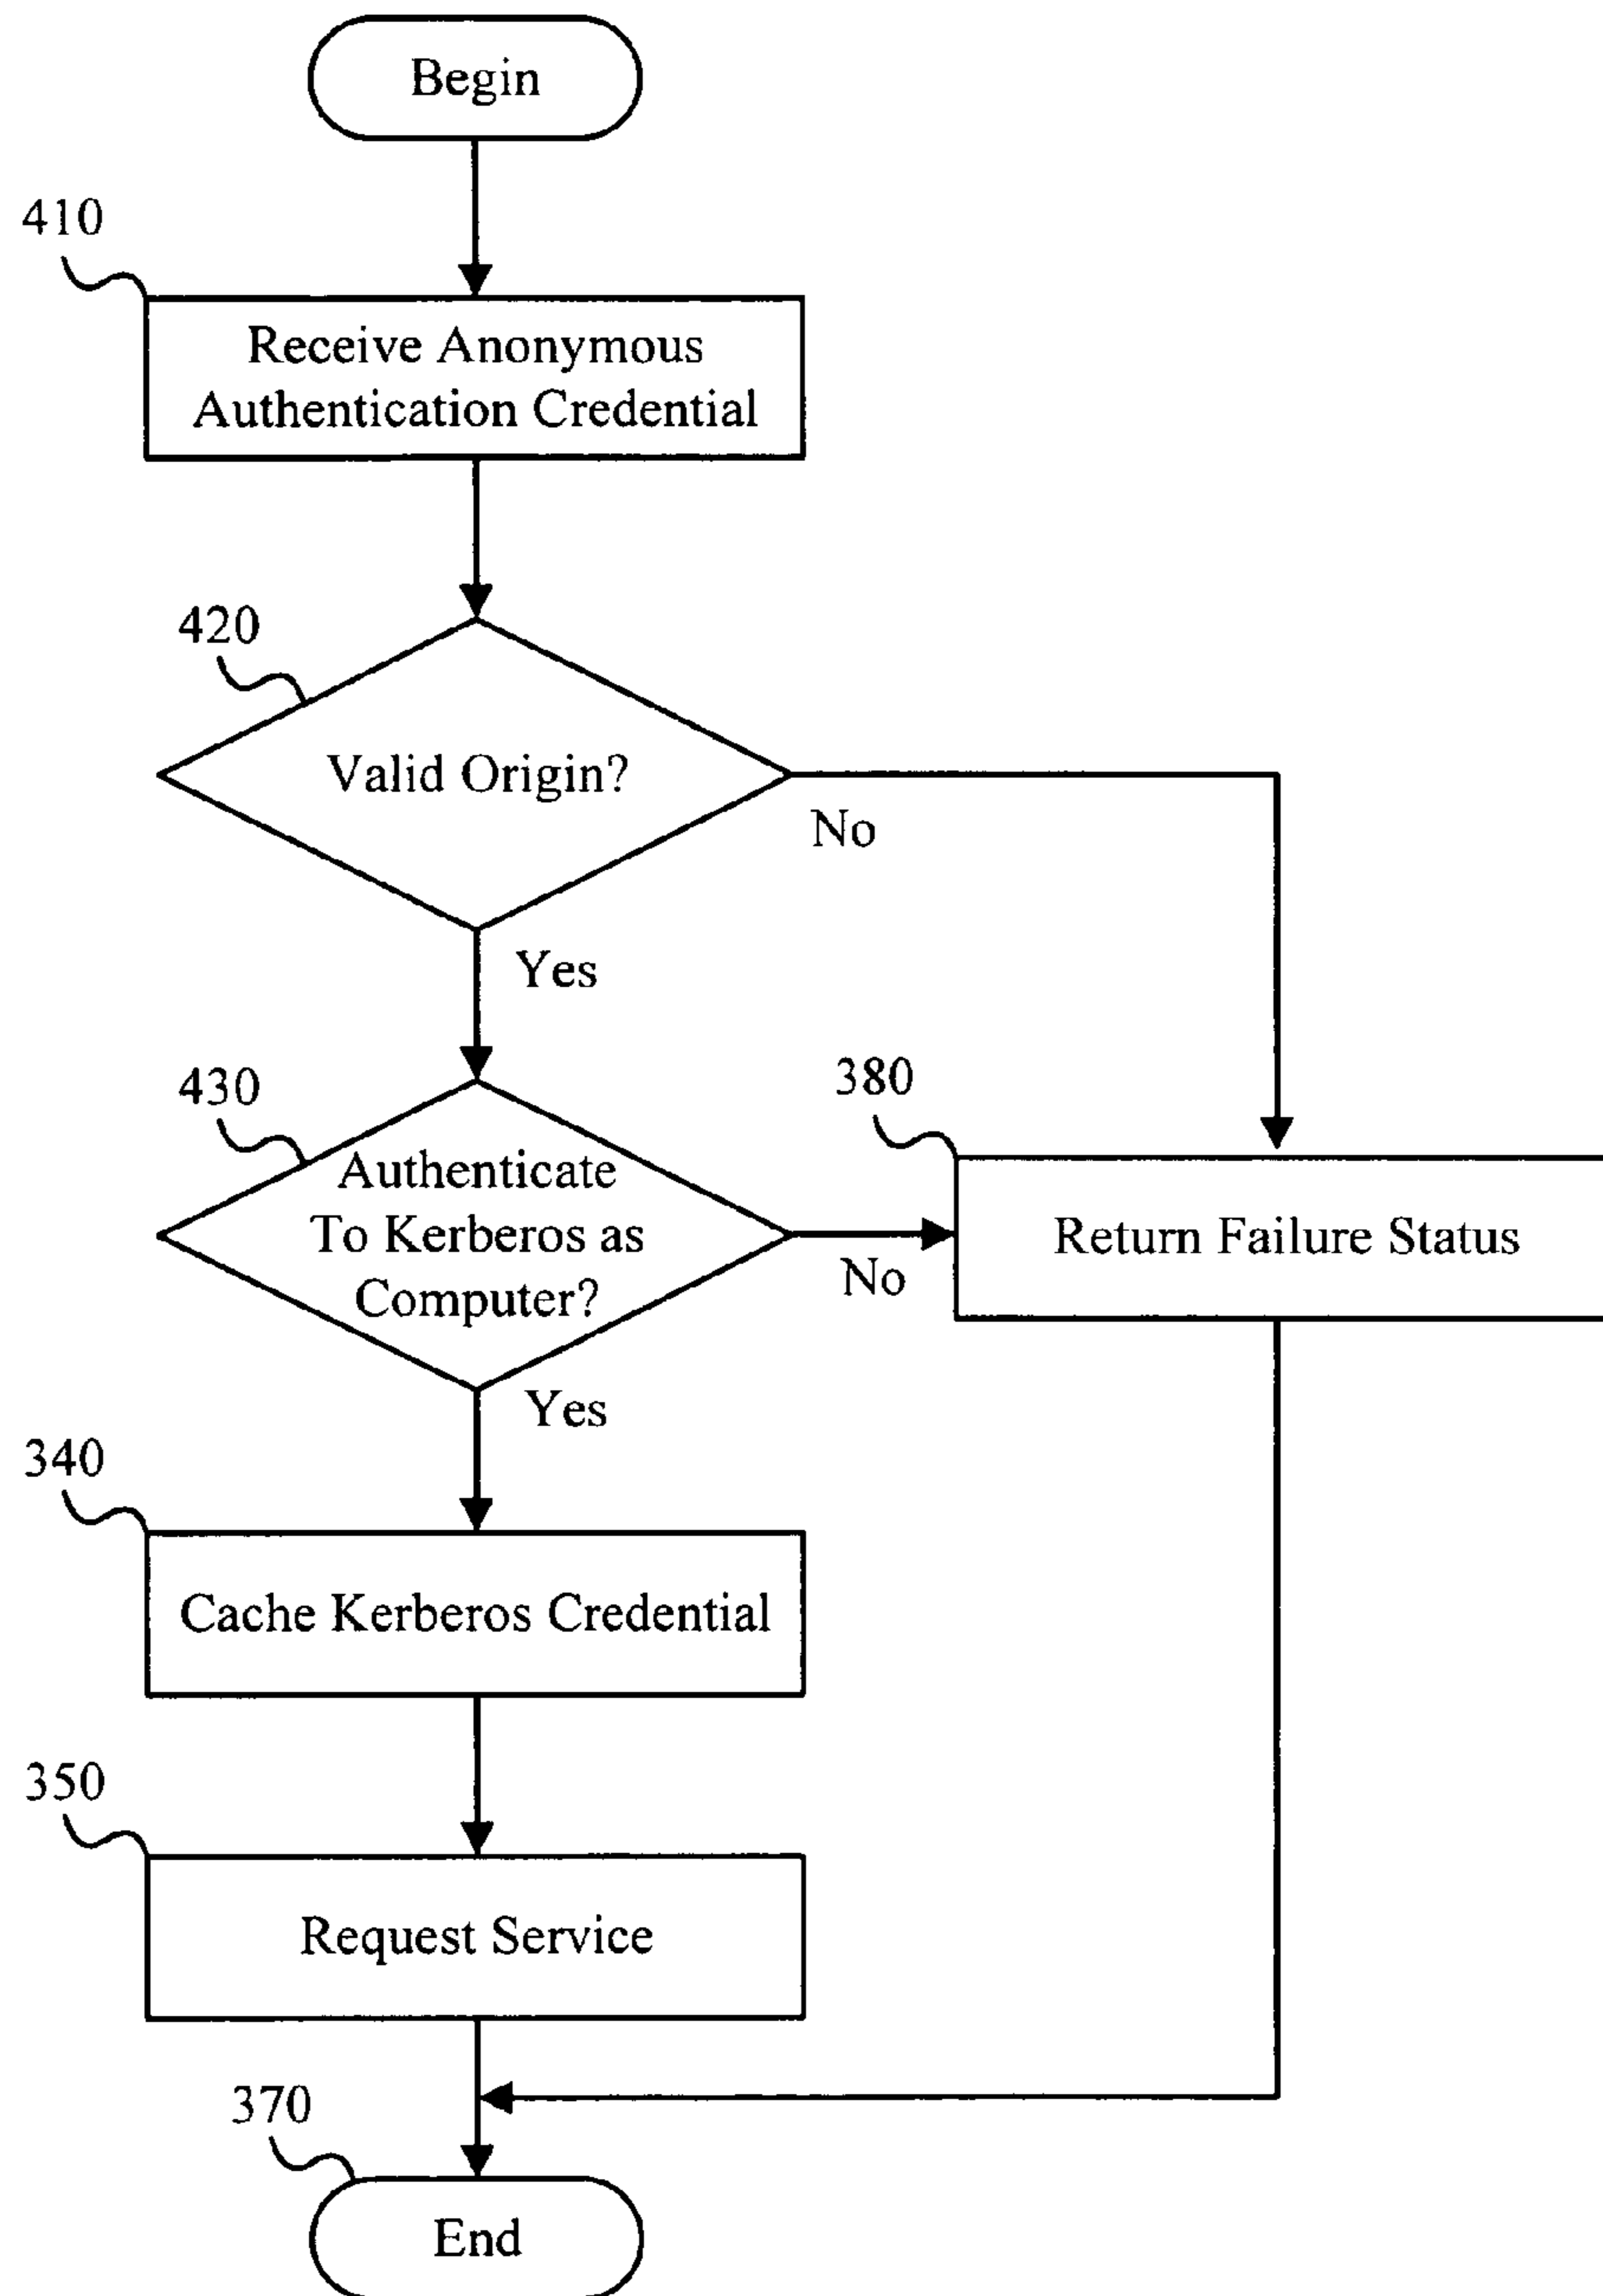 Begin
410
Receive Anonymous
Authentication Credential
420
Valid Origin?
No
Yes
430
Authenticate
To Kerberos as
Computer?
No
380
Return Failure Status
Yes
340
Cache Kerberos Credential
350
Request Service
370
End